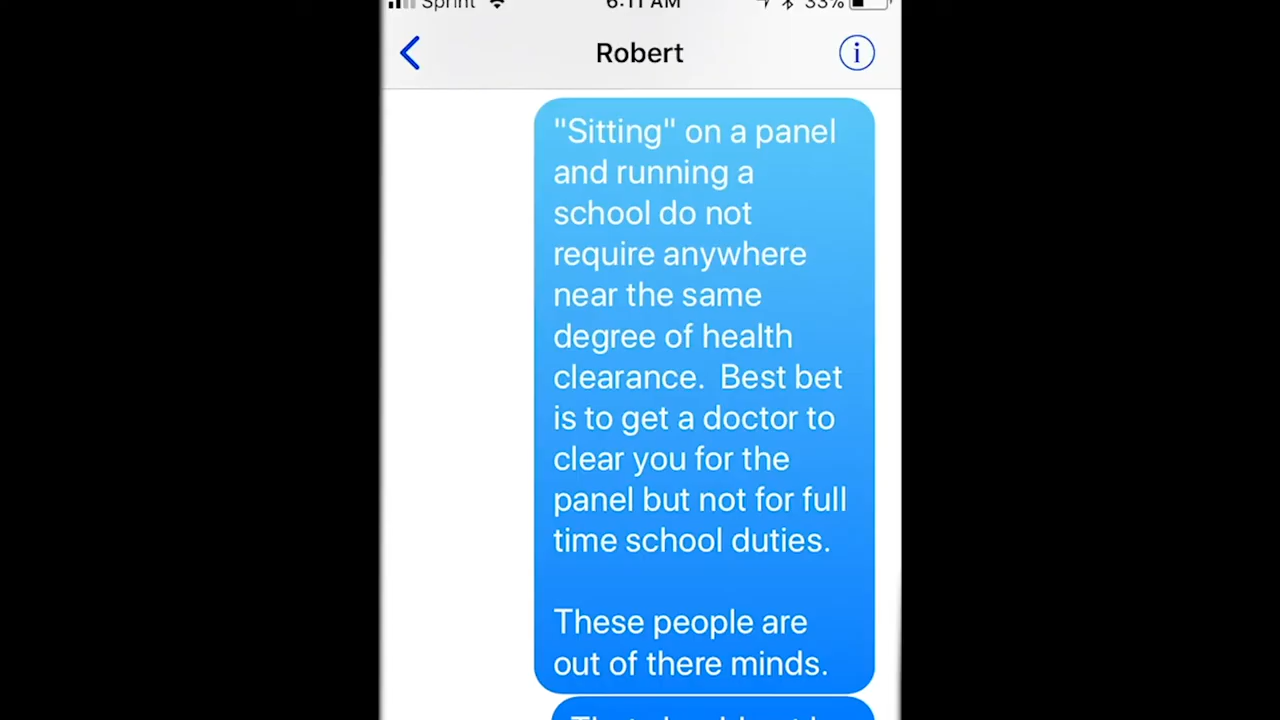 Sprint 6:11 AM 33%
Robert
"Sitting" on a panel
and running a
school do not
require anywhere
near the same
degree of health
clearance.  Best bet
is to get a doctor to
clear you for the
panel but not for full
time school duties.
These people are
out of there minds.